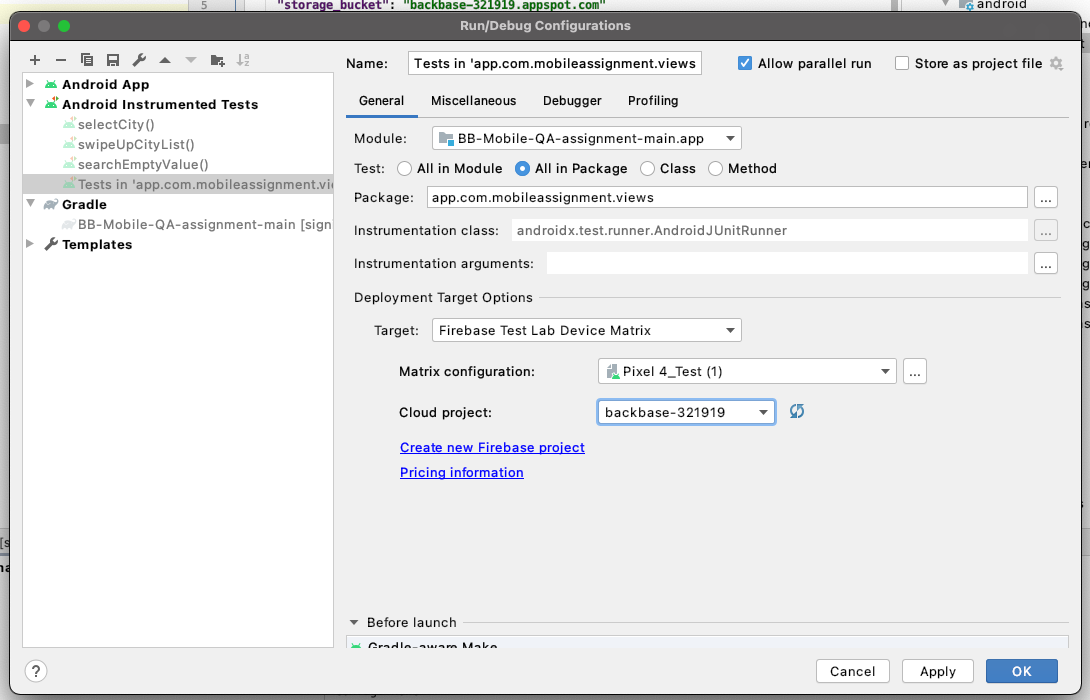 5 "storage_bucket": "backbase-321919.appspot.com"
android
Run/Debug Configurations
Name: Tests in 'app.com.mobileassignment.views
Allow parallel run
Store as project file
Android App
Android Instrumented Tests
selectCity()
swipeUpCityList()
searchEmptyValue()
Tests in 'app.com.mobileassignment.vi
Gradle
BB-Mobile-QA-assignment-main [sign
Templates
General Miscellaneous Debugger Profiling
Module: BB-Mobile-QA-assignment-main.app
Test: All in Module All in Package Class Method
Package: app.com.mobileassignment.views ...
Instrumentation class: androidx.test.runner.AndroidJUnitRunner ...
Instrumentation arguments: ...
Deployment Target Options
Target: Firebase Test Lab Device Matrix
Matrix configuration: Pixel 4_Test (1) ...
Cloud project: backbase-321919
Create new Firebase project
Pricing information
Before launch
Gradle-aware Make
? Cancel Apply OK